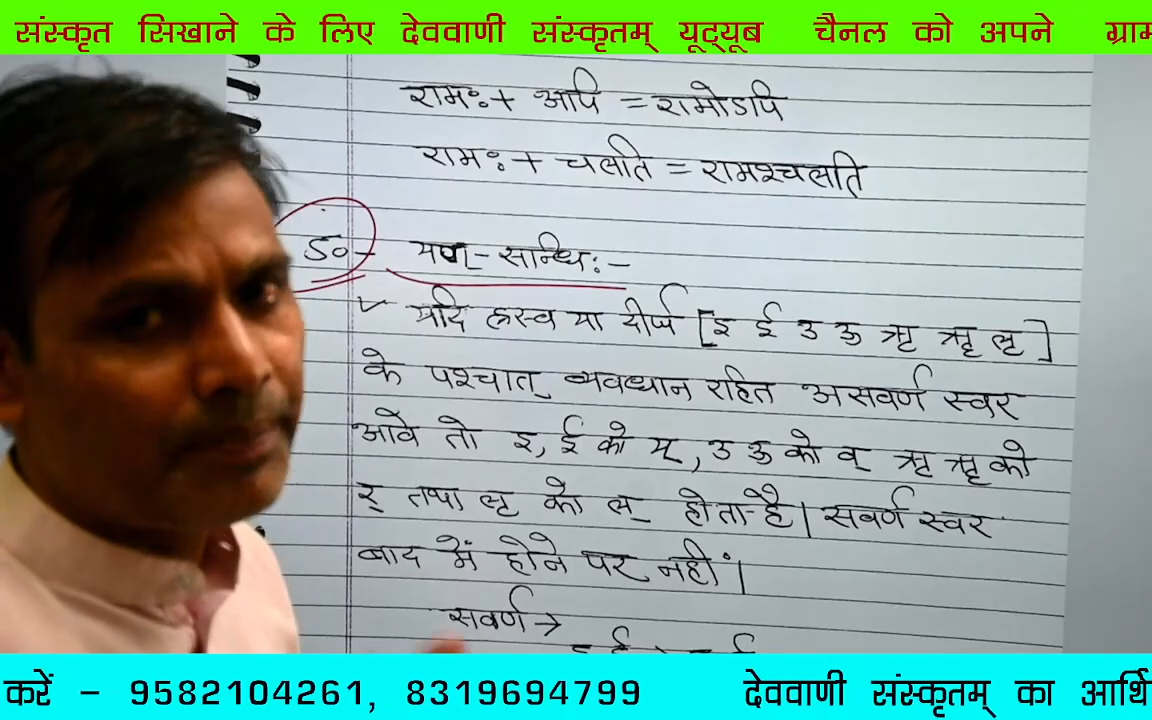 संस्कृत सिखाने के लिए देववाणी संस्कृतम् यूट्यूब चैनल को अपने ग्राम
रामः + अपि = रामोऽपि
रामः + चलति = रामश्चलति
ङ० - यण् - सन्धिः -
यदि ह्रस्व या दीर्घ [इ ई उ ऊ ऋ ॠ लृ]
के पश्चात् व्यवधान रहित असवर्ण स्वर
आवे तो इ, ई को य्, उ ऊ को व् ऋ ॠ को
र् तथा लृ को ल् होता है। सवर्ण स्वर
बाद में होने पर नहीं।
सवर्ण →
करें - 9582104261, 8319694799 देववाणी संस्कृतम् का आर्थि